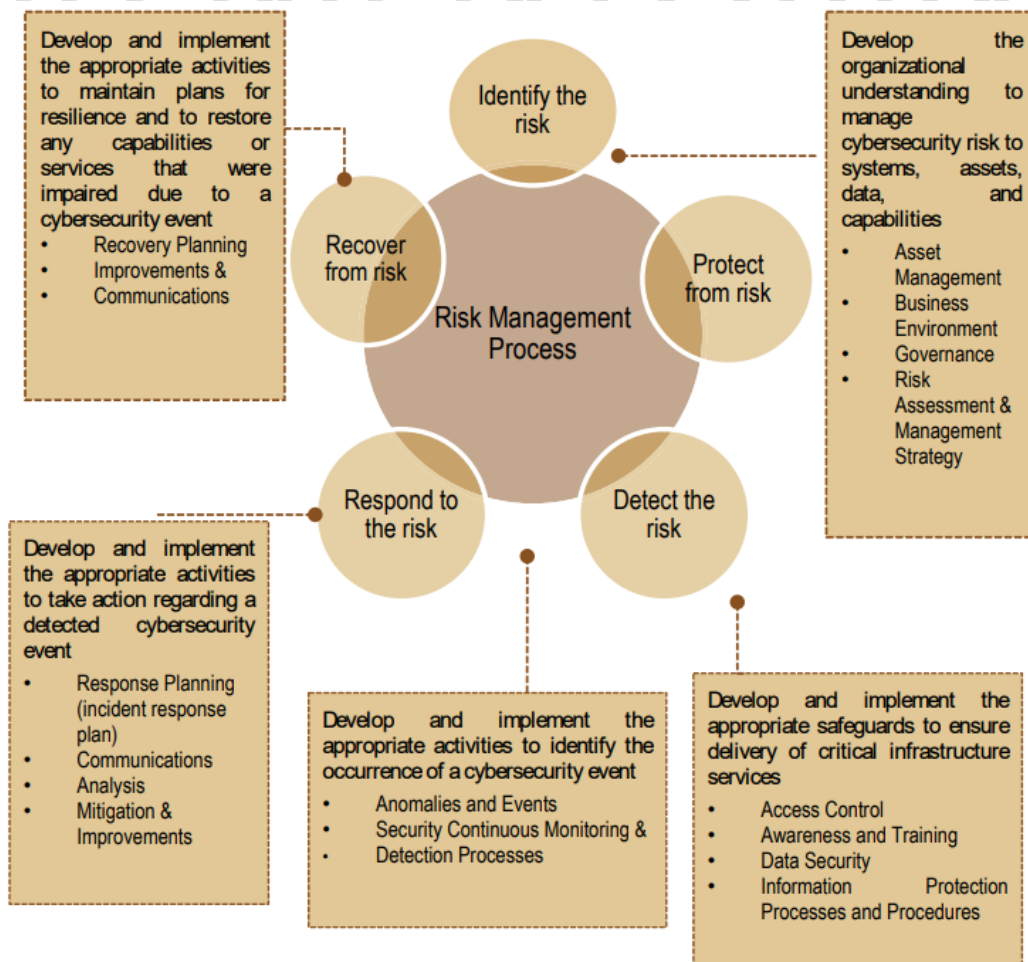 Develop and implement
the appropriate activities
to maintain plans for
resilience and to restore
any capabilities or
services that were
impaired due to a
cybersecurity event
• Recovery Planning
• Improvements &
• Communications
Identify the
risk
Develop the
organizational
understanding to
manage
cybersecurity risk to
systems, assets,
data, and
capabilities
• Asset
Management
• Business
Environment
• Governance
• Risk
Assessment &
Management
Strategy
Recover
from risk
Protect
from risk
Risk Management
Process
Respond to
the risk
Detect the
risk
Develop and implement
the appropriate activities
to take action regarding a
detected cybersecurity
event
• Response Planning
(incident response
plan)
• Communications
• Analysis
• Mitigation &
Improvements
Develop and implement the
appropriate activities to identify the
occurrence of a cybersecurity event
• Anomalies and Events
• Security Continuous Monitoring &
• Detection Processes
Develop and implement the
appropriate safeguards to ensure
delivery of critical infrastructure
services
• Access Control
• Awareness and Training
• Data Security
• Information Protection
Processes and Procedures